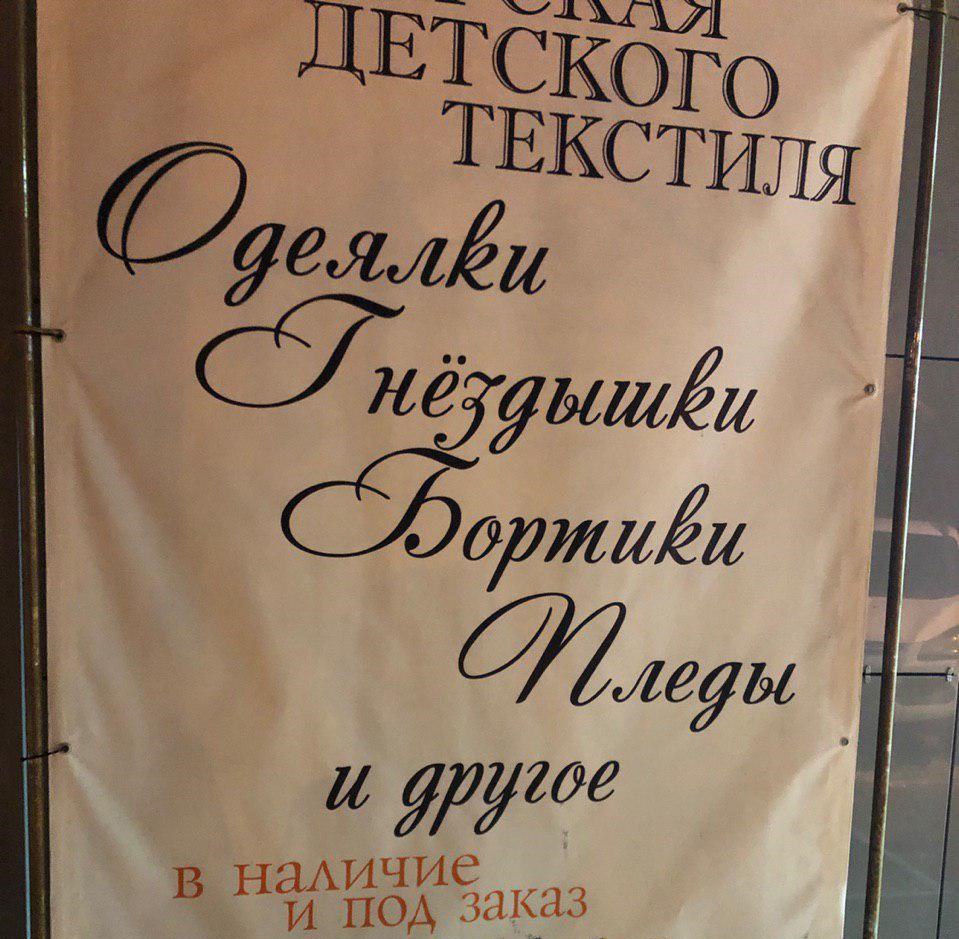 ДЕТСКОГО
ТЕКСТИЛЯ
Одеялки
Гнёздышки
Бортики
Пледы
и другое
в наличие
и под заказ